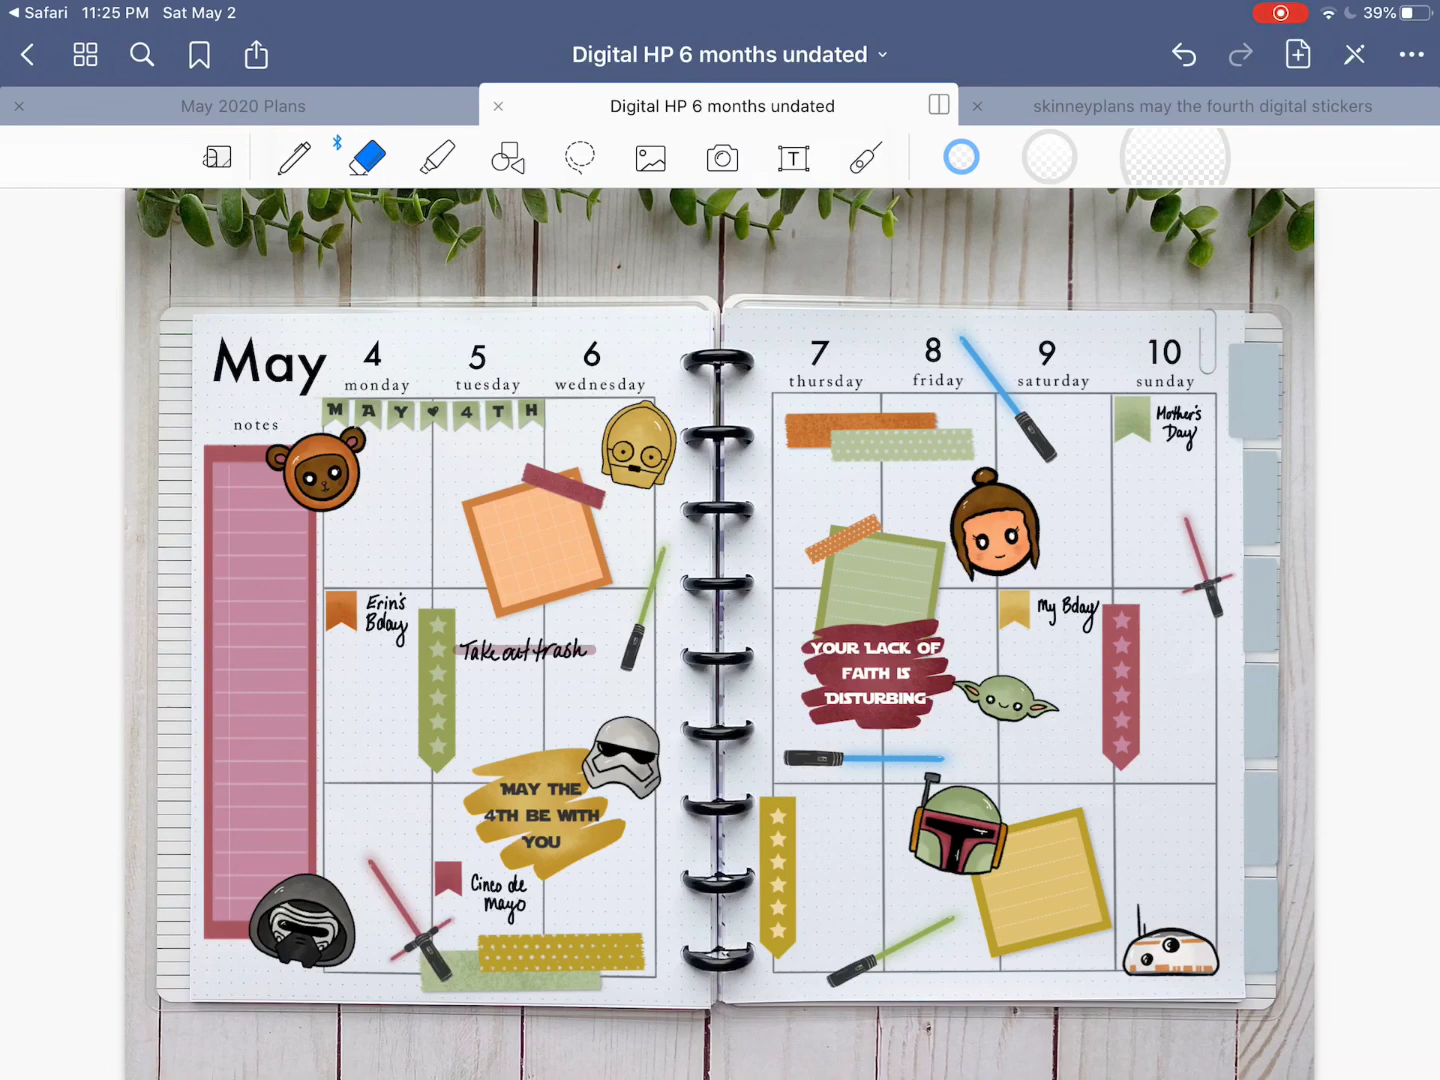 Safari 11:25 PM Sat May 2
39%
Digital HP 6 months undated
May 2020 Plans
Digital HP 6 months undated
skinneyplans may the fourth digital stickers
T
May
4
monday
5
tuesday
6
wednesday
7
thursday
8
friday
9
saturday
10
sunday
notes
MAY ♥ 4TH
Mother's
Day
Erin's
Bday
Take out trash
My Bday
YOUR LACK OF
FAITH IS
DISTURBING
MAY THE
4TH BE WITH
YOU
Cinco de
Mayo